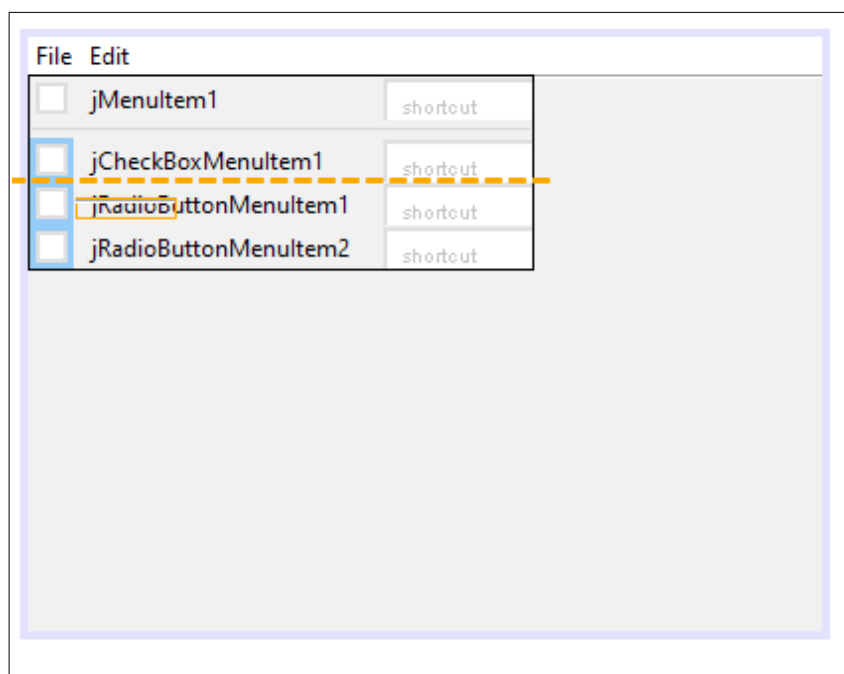 File Edit
jMenuItem1 shortcut
jCheckBoxMenuItem1 shortcut
jRadioButtonMenuItem1 shortcut
jRadioButtonMenuItem2 shortcut